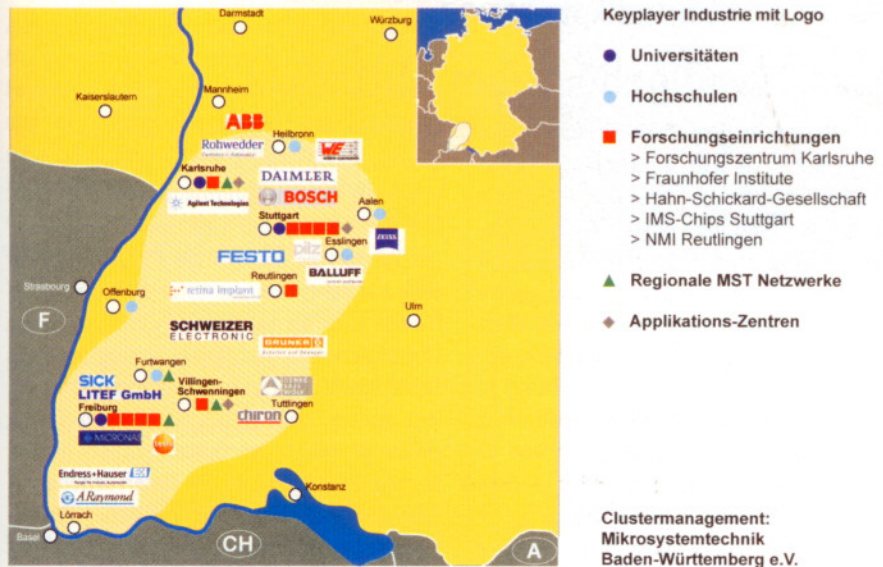 Darmstadt
Würzburg
Kaiserslautern
Mannheim
ABB
Rohwedder
Heilbronn
WE
Karlsruhe
DAIMLER
Agilent Technologies
BOSCH
Aalen
Stuttgart
FESTO
pilz
Esslingen
ZEISS
BALLUFF
Reutlingen
Strasbourg
retina implant
Offenburg
Ulm
F
SCHWEIZER
ELECTRONIC
GRUNER
Furtwangen
SICK
LITEF GmbH
Villingen-
Schwenningen
Freiburg
chiron
Tuttlingen
MICRONAS
Endress+Hauser
A.Raymond
Konstanz
Lörrach
Basel
CH
A
Keyplayer Industrie mit Logo
Universitäten
Hochschulen
Forschungseinrichtungen
> Forschungszentrum Karlsruhe
> Fraunhofer Institute
> Hahn-Schickard-Gesellschaft
> IMS-Chips Stuttgart
> NMI Reutlingen
Regionale MST Netzwerke
Applikations-Zentren
Clustermanagement:
Mikrosystemtechnik
Baden-Württemberg e.V.